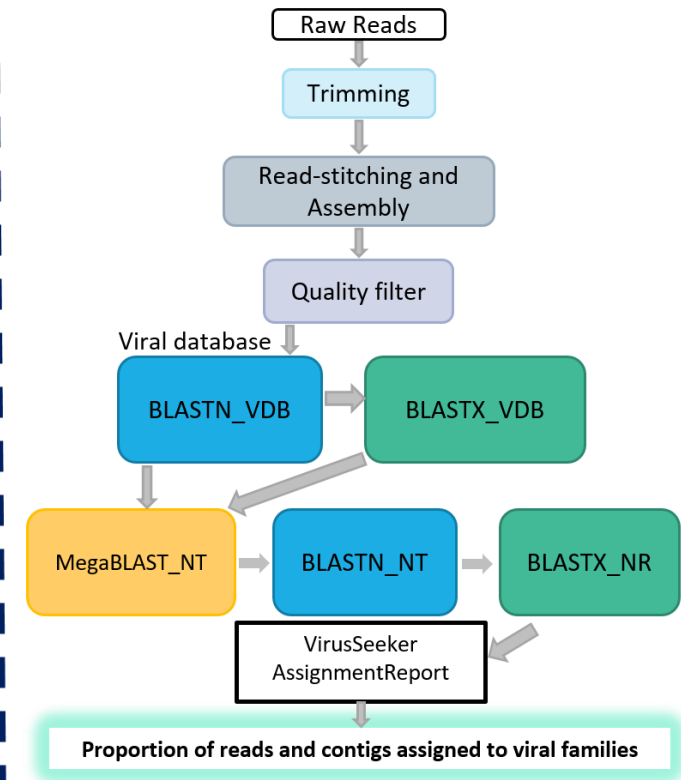 Raw Reads
Trimming
Read-stitching and
Assembly
Quality filter
Viral database
BLASTN_VDB
BLASTX_VDB
MegaBLAST_NT
BLASTN_NT
BLASTX_NR
VirusSeeker
AssignmentReport
Proportion of reads and contigs assigned to viral families